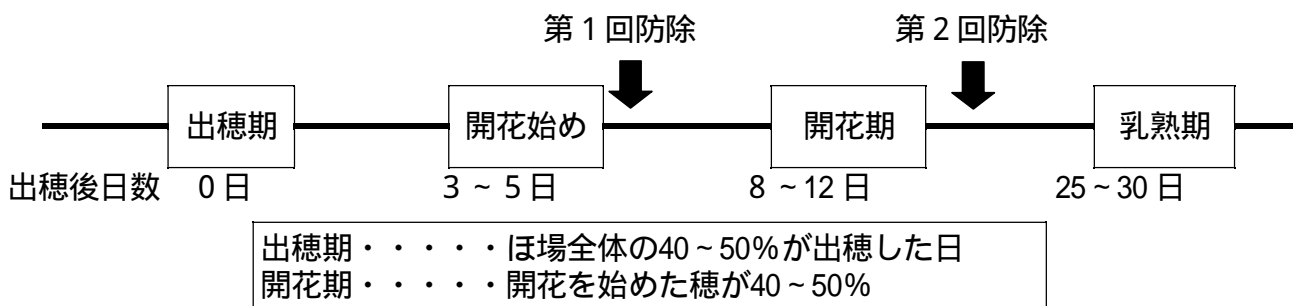 第1回防除 第2回防除
出穂期 開花始め 開花期 乳熟期
出穂後日数 0日 3～5日 8～12日 25～30日
出穂期・・・・・ほ場全体の40～50%が出穂した日
開花期・・・・・開花を始めた穂が40～50%